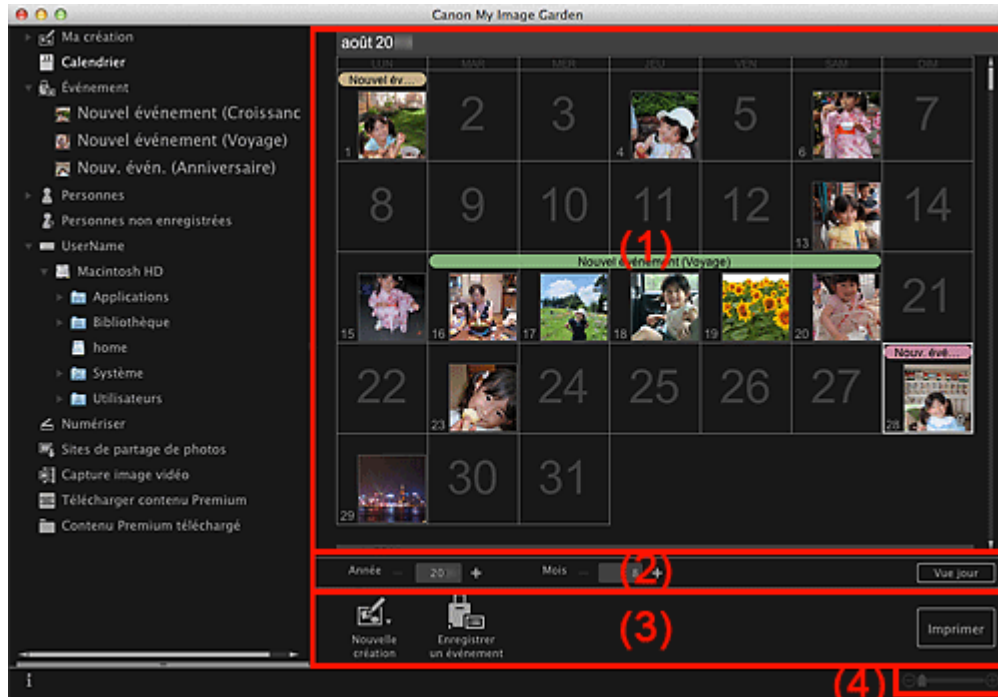 Canon My Image Garden
Ma création
Calendrier
Événement
Nouvel événement (Croissanc
Nouvel événement (Voyage)
Nouv. évén. (Anniversaire)
Personnes
Personnes non enregistrées
UserName
Macintosh HD
Applications
Bibliothèque
home
Système
Utilisateurs
Numériser
Sites de partage de photos
Capture image vidéo
Télécharger contenu Premium
Contenu Premium téléchargé
août 20
LUN MAR MER JEU VEN SAM DIM
Nouvel év...
1 2 3 4 5 6 7
8 9 10 11 12 13 14
(1)
Nouvel événement (Voyage)
15 16 17 18 19 20 21
Nouv. évé...
22 23 24 25 26 27 28
29 30 31
Année - 20 + Mois - 8 + Vue jour
(2)
Nouvelle création
Enregistrer un événement
(3)
Imprimer
(4)